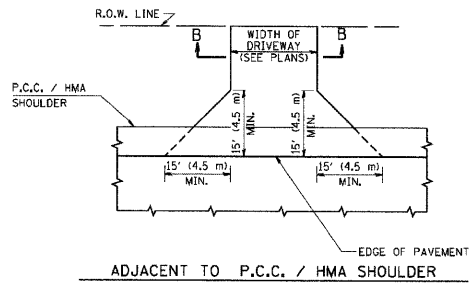 R.O.W. LINE
B
WIDTH OF
DRIVEWAY
(SEE PLANS)
B
P.C.C. / HMA
SHOULDER
15' (4.5 m)
MIN.
15' (4.5 m)
MIN.
15' (4.5 m)
MIN.
15' (4.5 m)
MIN.
EDGE OF PAVEMENT
ADJACENT TO P.C.C. / HMA SHOULDER